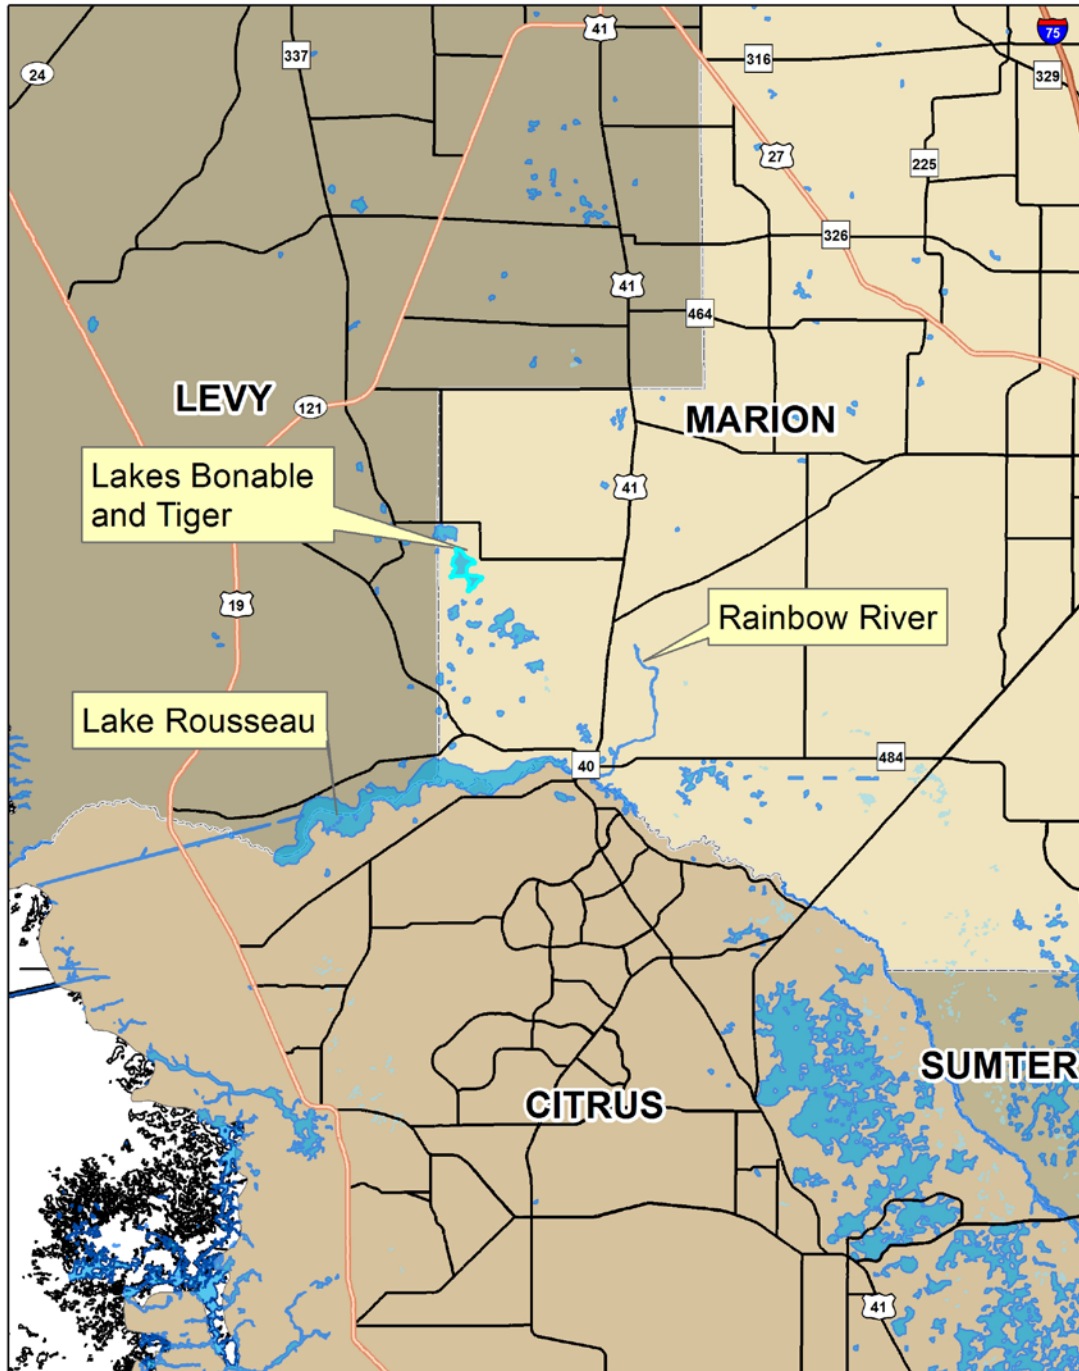 41
75
337
24
316
329
27
225
326
41
464
LEVY
121
MARION
Lakes Bonable
and Tiger
41
19
Rainbow River
Lake Rousseau
40
484
SUMTER
CITRUS
41